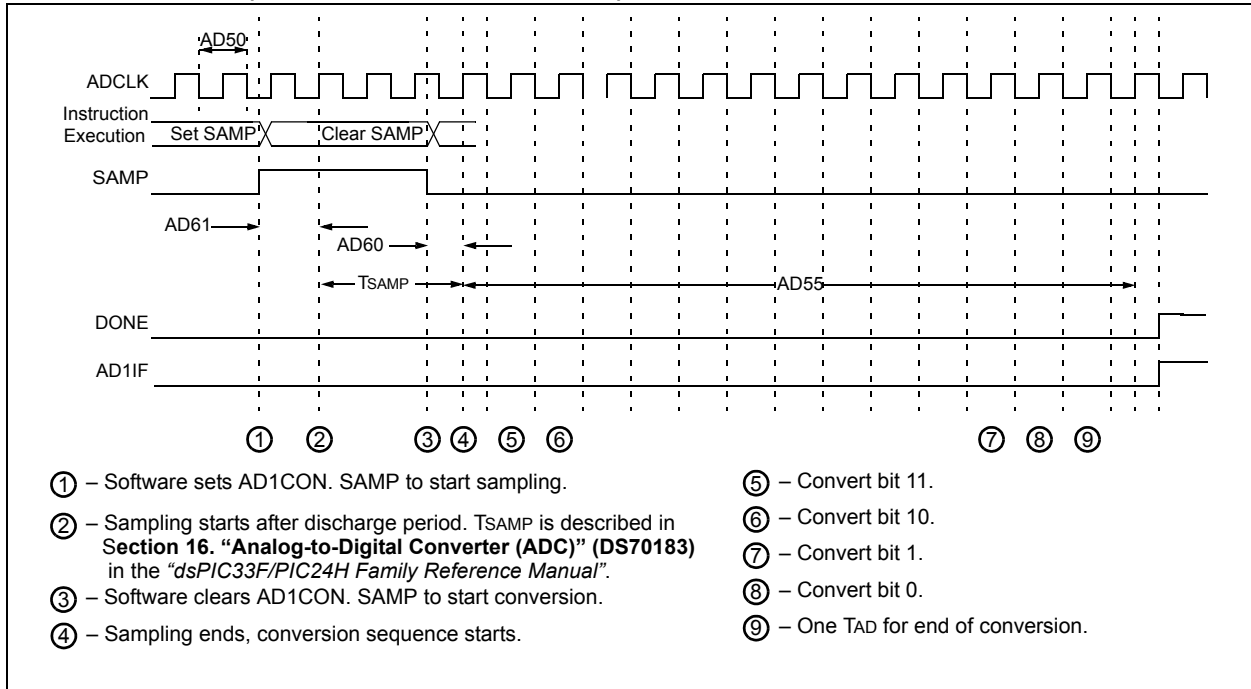 AD50
ADCLK
Instruction
Execution
Set SAMP
Clear SAMP
SAMP
AD61
AD60
TSAMP
AD55
DONE
AD1IF
1 2 3 4 5 6 7 8 9
1 – Software sets AD1CON. SAMP to start sampling.
2 – Sampling starts after discharge period. TSAMP is described in
Section 16. “Analog-to-Digital Converter (ADC)” (DS70183)
in the “dsPIC33F/PIC24H Family Reference Manual”.
3 – Software clears AD1CON. SAMP to start conversion.
4 – Sampling ends, conversion sequence starts.
5 – Convert bit 11.
6 – Convert bit 10.
7 – Convert bit 1.
8 – Convert bit 0.
9 – One TAD for end of conversion.